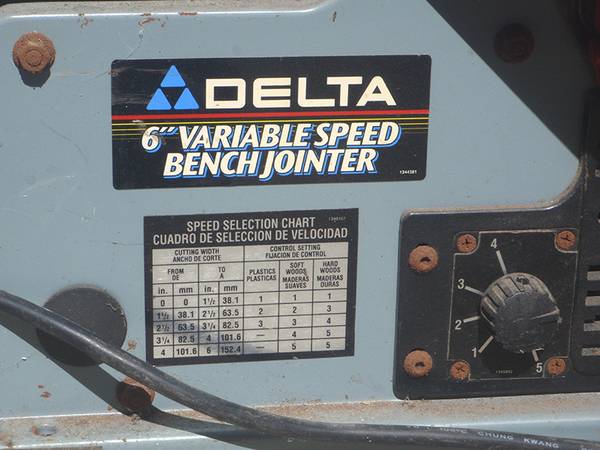 DELTA
6" VARIABLE SPEED
BENCH JOINTER
SPEED SELECTION CHART
CUADRO DE SELECCION DE VELOCIDAD
CUTTING WIDTH
ANCHO DE CORTE
CONTROL SETTING
FIJACION DE CONTROL
FROM
DE
TO
A
PLASTICS
PLASTICAS
SOFT
WOODS
MADERAS
SUAVES
HARD
WOODS
MADERAS
DURAS
in. mm in. mm
0 0 1½ 38.1 1 1 1
1½ 38.1 2½ 63.5 2 2 3
2½ 63.5 3¼ 82.5 3 3 4
3¼ 82.5 4 101.6 — 4 5
4 101.6 6 152.4 — 5 5
4
3
2
1
5
CHUNG KWANG